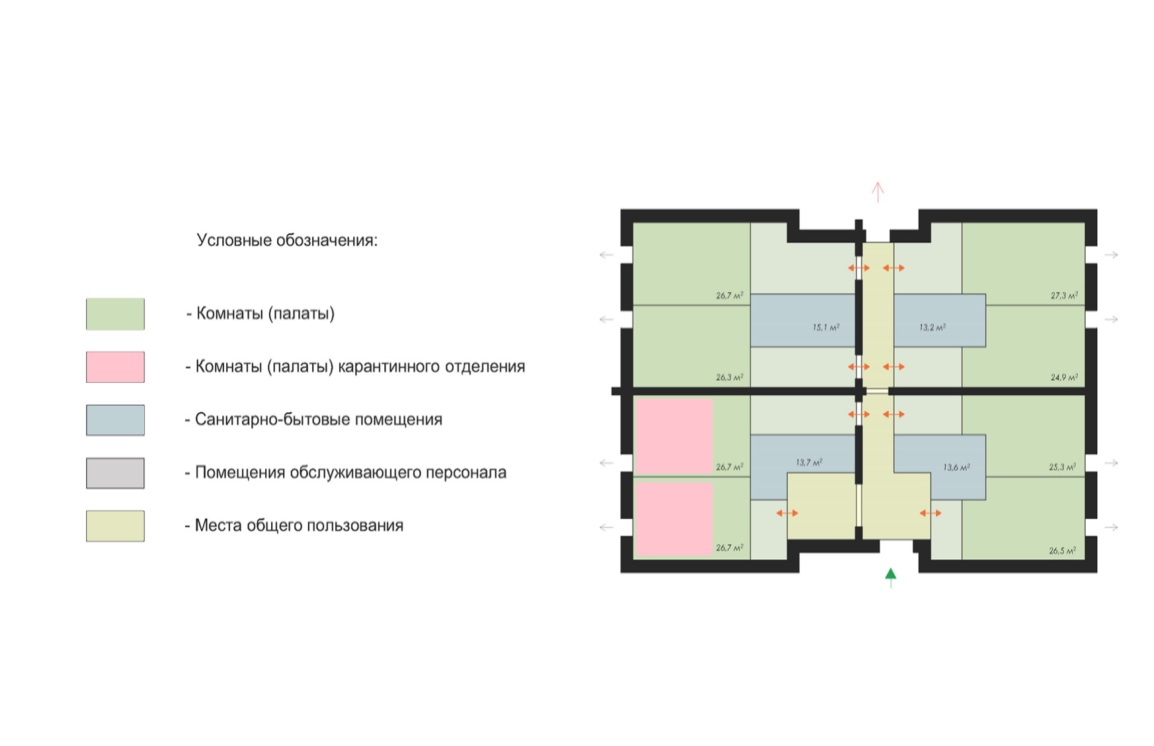 Условные обозначения:
- Комнаты (палаты)
- Комнаты (палаты) карантинного отделения
- Санитарно-бытовые помещения
- Помещения обслуживающего персонала
- Места общего пользования
26,7 м²
27,3 м²
15,1 м²
13,2 м²
26,3 м²
24,9 м²
26,7 м²
13,7 м²
13,6 м²
25,3 м²
26,7 м²
26,5 м²